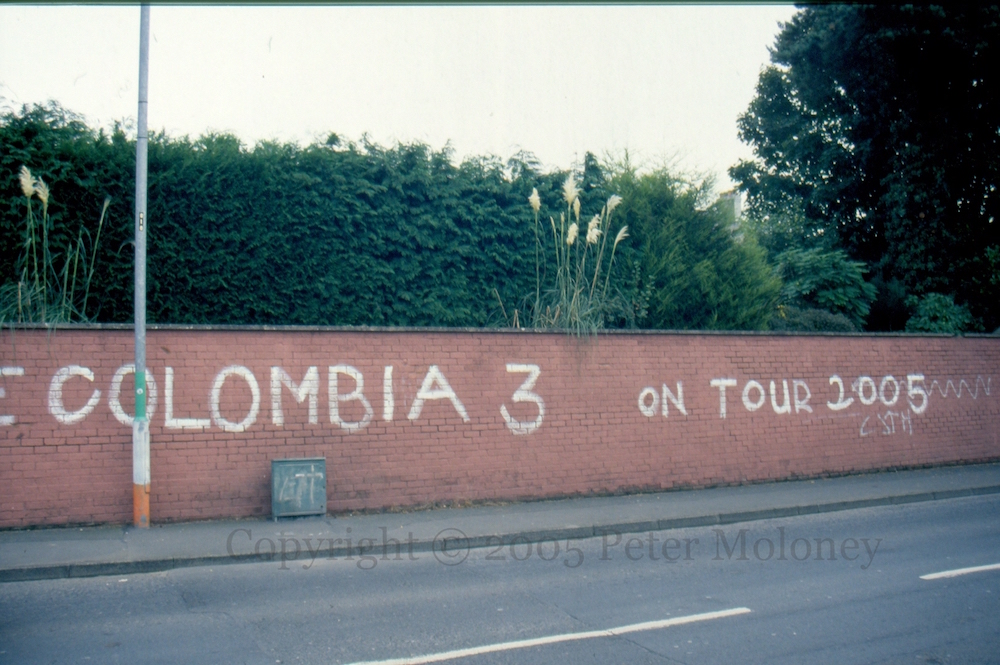 E COLOMBIA 3 ON TOUR 2005
Copyright © 2005 Peter Moloney